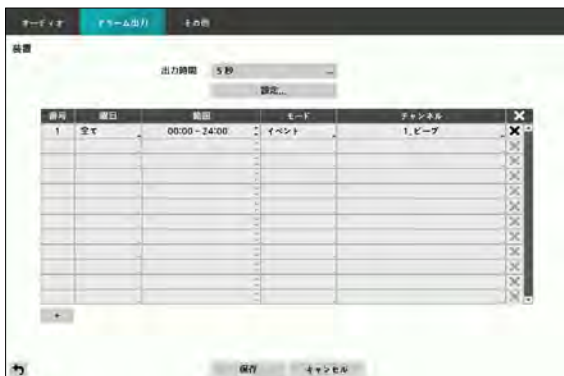 オーディオ アラーム出力 その他
装置
出力時間 5 秒 ...
設定...
番号 曜日 範囲 モード チャンネル X
1 全て 00:00 ~ 24:00 イベント 1, ビープ
+
保存 キャンセル